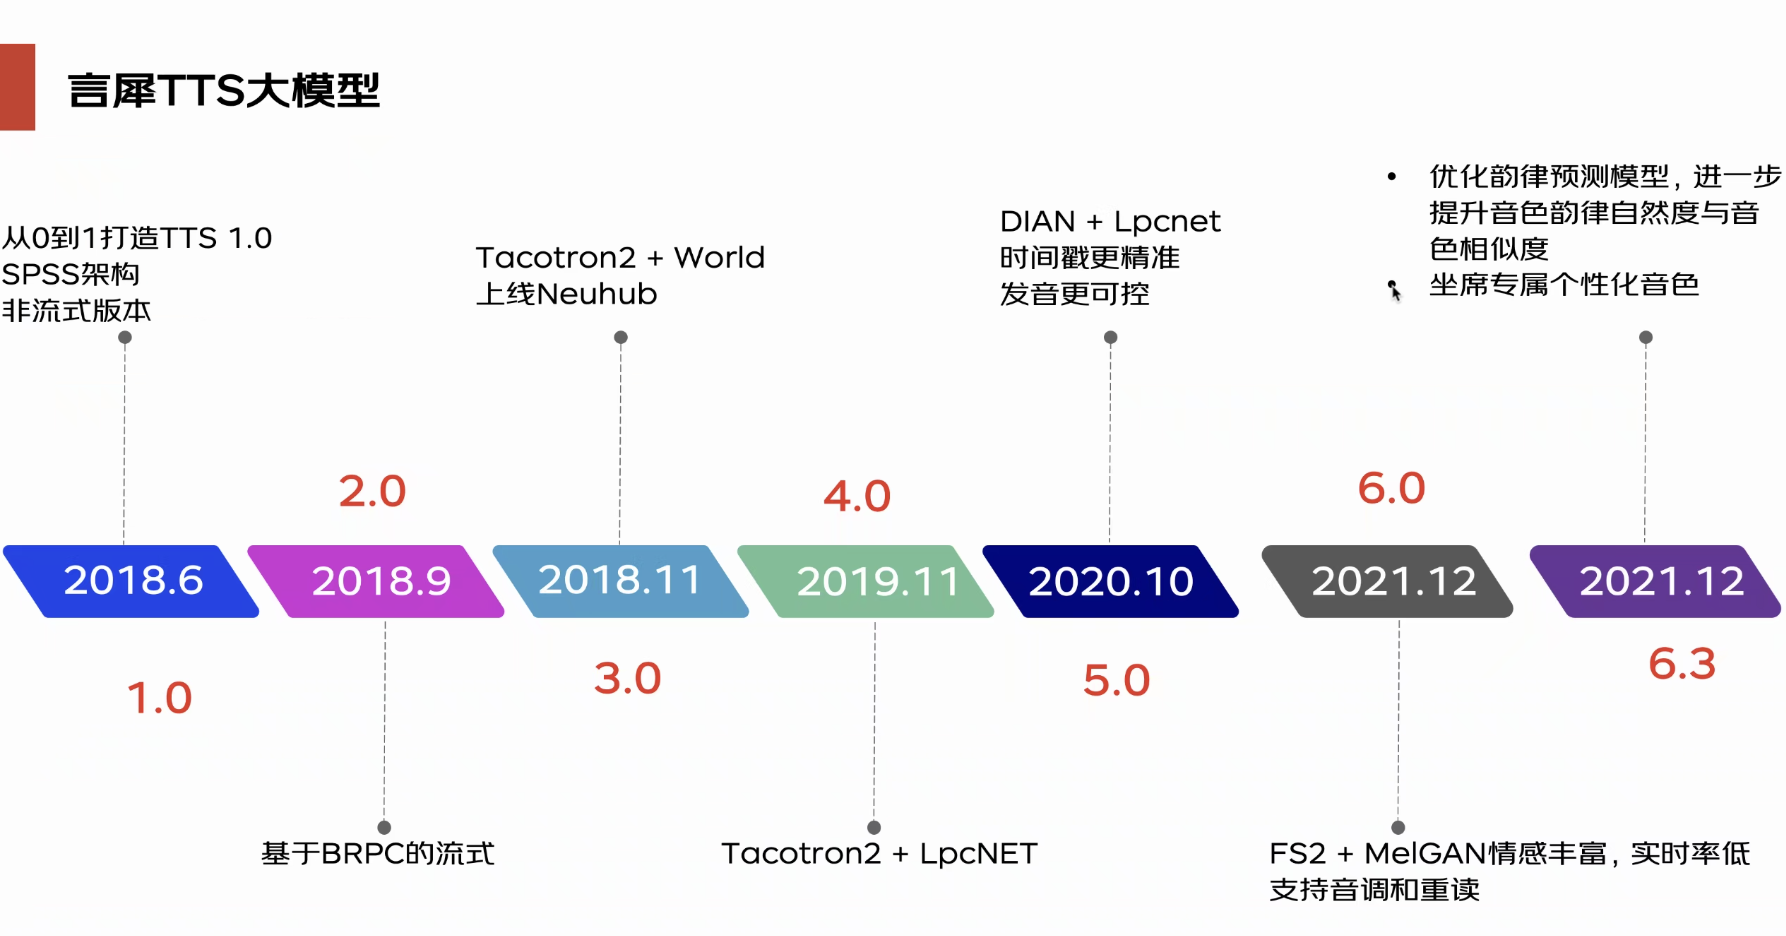 言犀TTS大模型
从0到1打造TTS 1.0
SPSS架构
非流式版本
Tacotron2 + World
上线Neuhub
DIAN + Lpcnet
时间戳更精准
发音更可控
• 优化韵律预测模型，进一步
提升音色韵律自然度与音
色相似度
• 坐席专属个性化音色
2.0
4.0
6.0
2018.6
2018.9
2018.11
2019.11
2020.10
2021.12
2021.12
1.0
3.0
5.0
6.3
基于BRPC的流式
Tacotron2 + LpcNET
FS2 + MelGAN情感丰富，实时率低
支持音调和重读